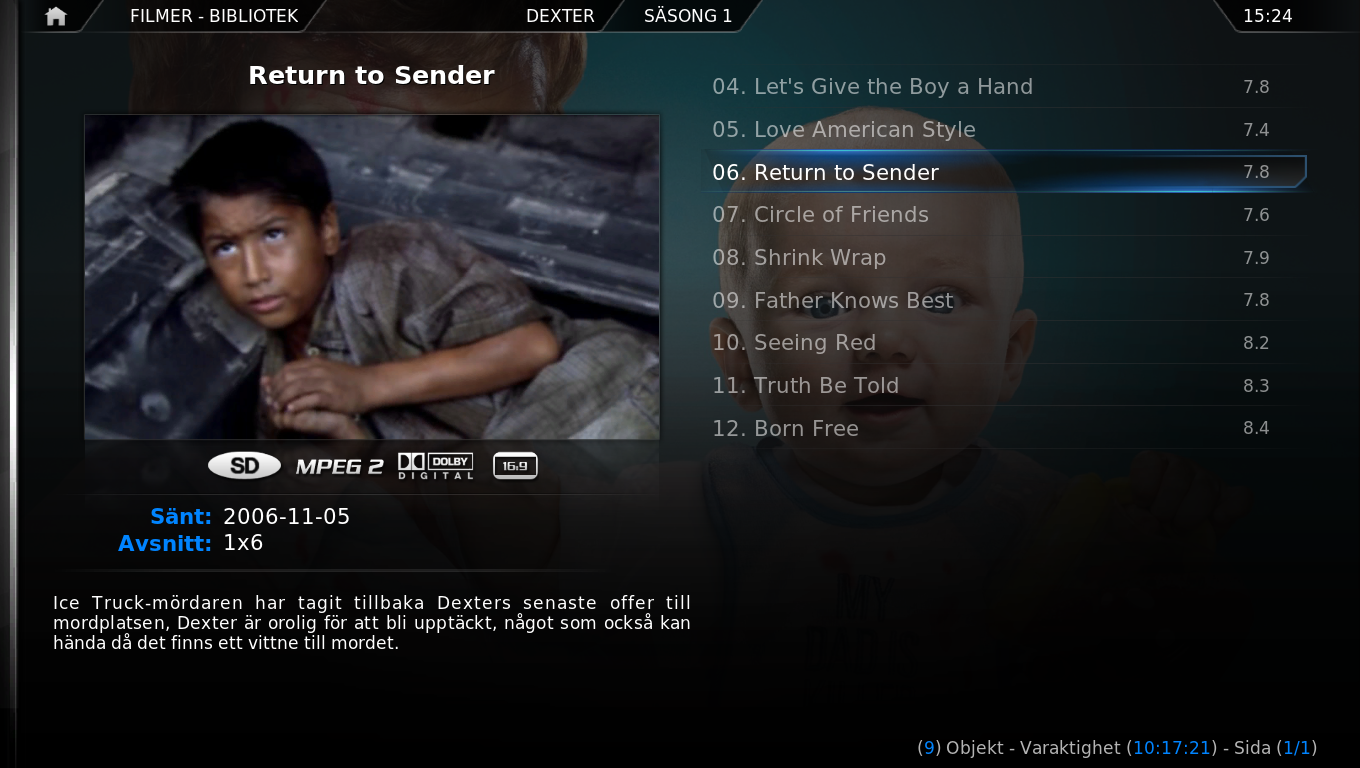 FILMER - BIBLIOTEK
DEXTER
SÄSONG 1
15:24
Return to Sender
SD MPEG 2 DOLBY DIGITAL 16:9
Sänt: 2006-11-05
Avsnitt: 1x6
Ice Truck-mördaren har tagit tillbaka Dexters senaste offer till
mordplatsen, Dexter är orolig för att bli upptäckt, något som också kan
hända då det finns ett vittne till mordet.
04. Let's Give the Boy a Hand 7.8
05. Love American Style 7.4
06. Return to Sender 7.8
07. Circle of Friends 7.6
08. Shrink Wrap 7.9
09. Father Knows Best 7.8
10. Seeing Red 8.2
11. Truth Be Told 8.3
12. Born Free 8.4
MY
(9) Objekt - Varaktighet (10:17:21) - Sida (1/1)